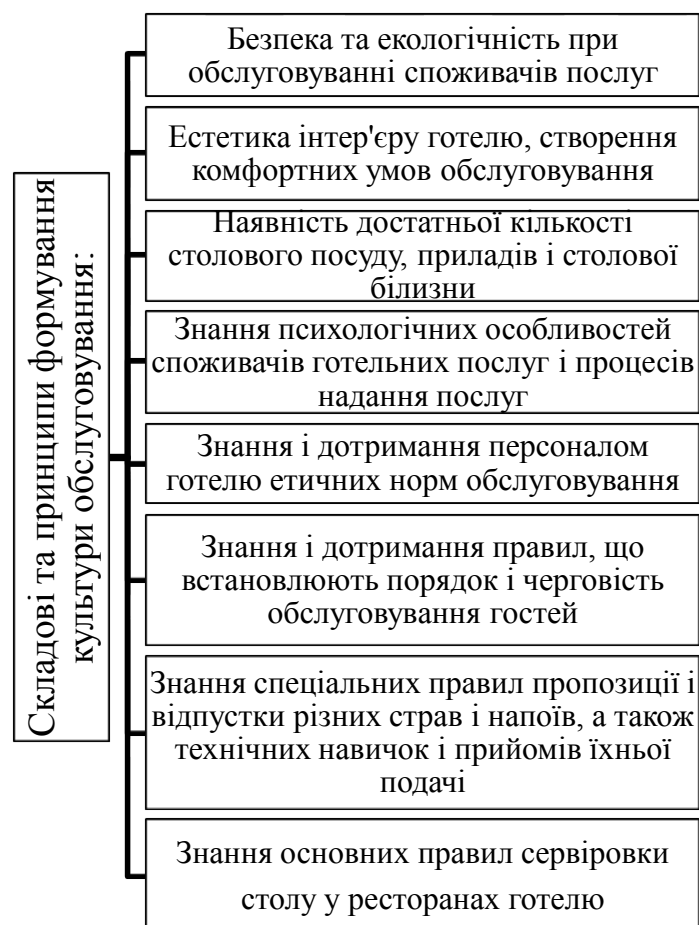 Складові та принципи формування
культури обслуговування:
Безпека та екологічність при
обслуговуванні споживачів послуг
Естетика інтер'єру готелю, створення
комфортних умов обслуговування
Наявність достатньої кількості
столового посуду, приладів і столової
білизни
Знання психологічних особливостей
споживачів готельних послуг і процесів
надання послуг
Знання і дотримання персоналом
готелю етичних норм обслуговування
Знання і дотримання правил, що
встановлюють порядок і черговість
обслуговування гостей
Знання спеціальних правил пропозиції і
відпустки різних страв і напоїв, а також
технічних навичок і прийомів їхньої
подачі
Знання основних правил сервіровки
столу у ресторанах готелю